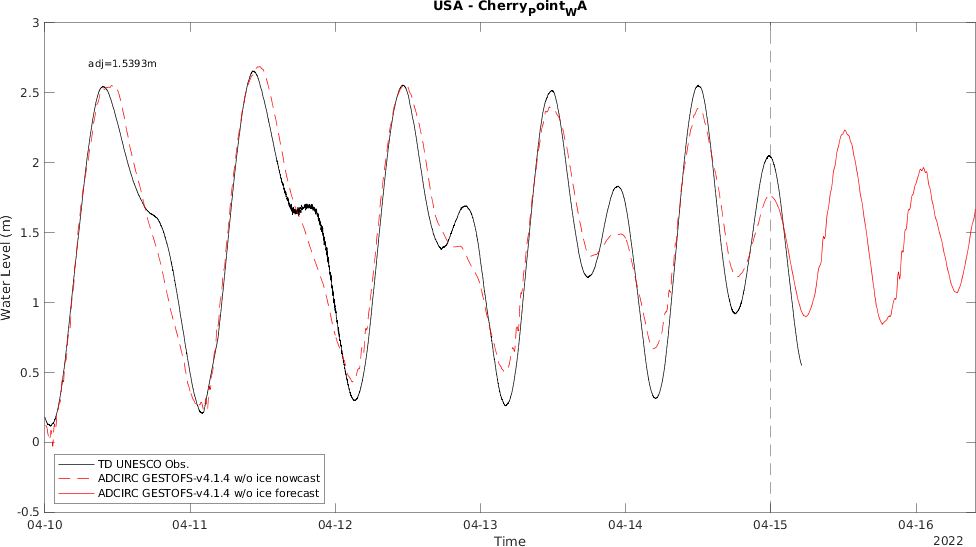 USA - CherryPointWA
adj=1.5393m
3
2.5
2
1.5
1
0.5
0
-0.5
Water Level (m)
TD UNESCO Obs.
ADCIRC GESTOFS-v4.1.4 w/o ice nowcast
ADCIRC GESTOFS-v4.1.4 w/o ice forecast
04-10 04-11 04-12 04-13 04-14 04-15 04-16
Time
2022